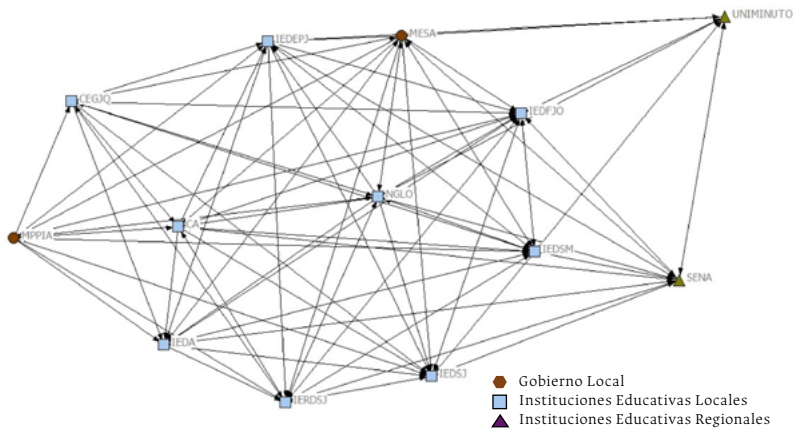 UNIMINUTO
IEDEPJ
MESA
CEGJQ
IEDFJO
NGLO
CA
MPPIA
IEDSM
SENA
IEDA
IEDSJ
IERDSJ
Gobierno Local
Instituciones Educativas Locales
Instituciones Educativas Regionales